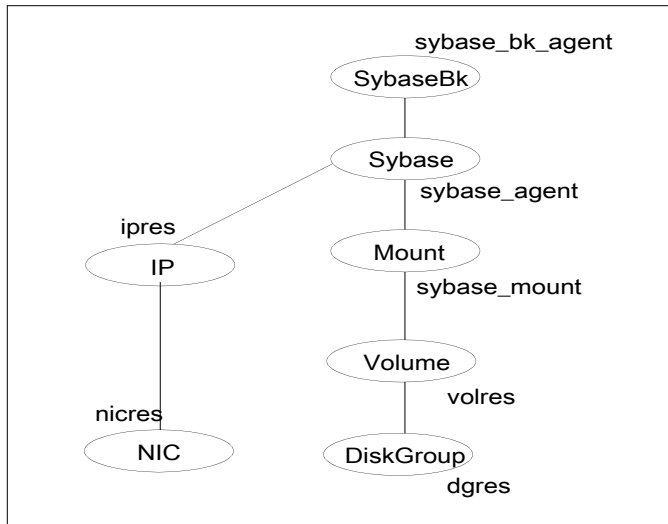 sybase_bk_agent
SybaseBk
Sybase
sybase_agent
ipres
IP
Mount
sybase_mount
Volume
volres
nicres
NIC
DiskGroup
dgres